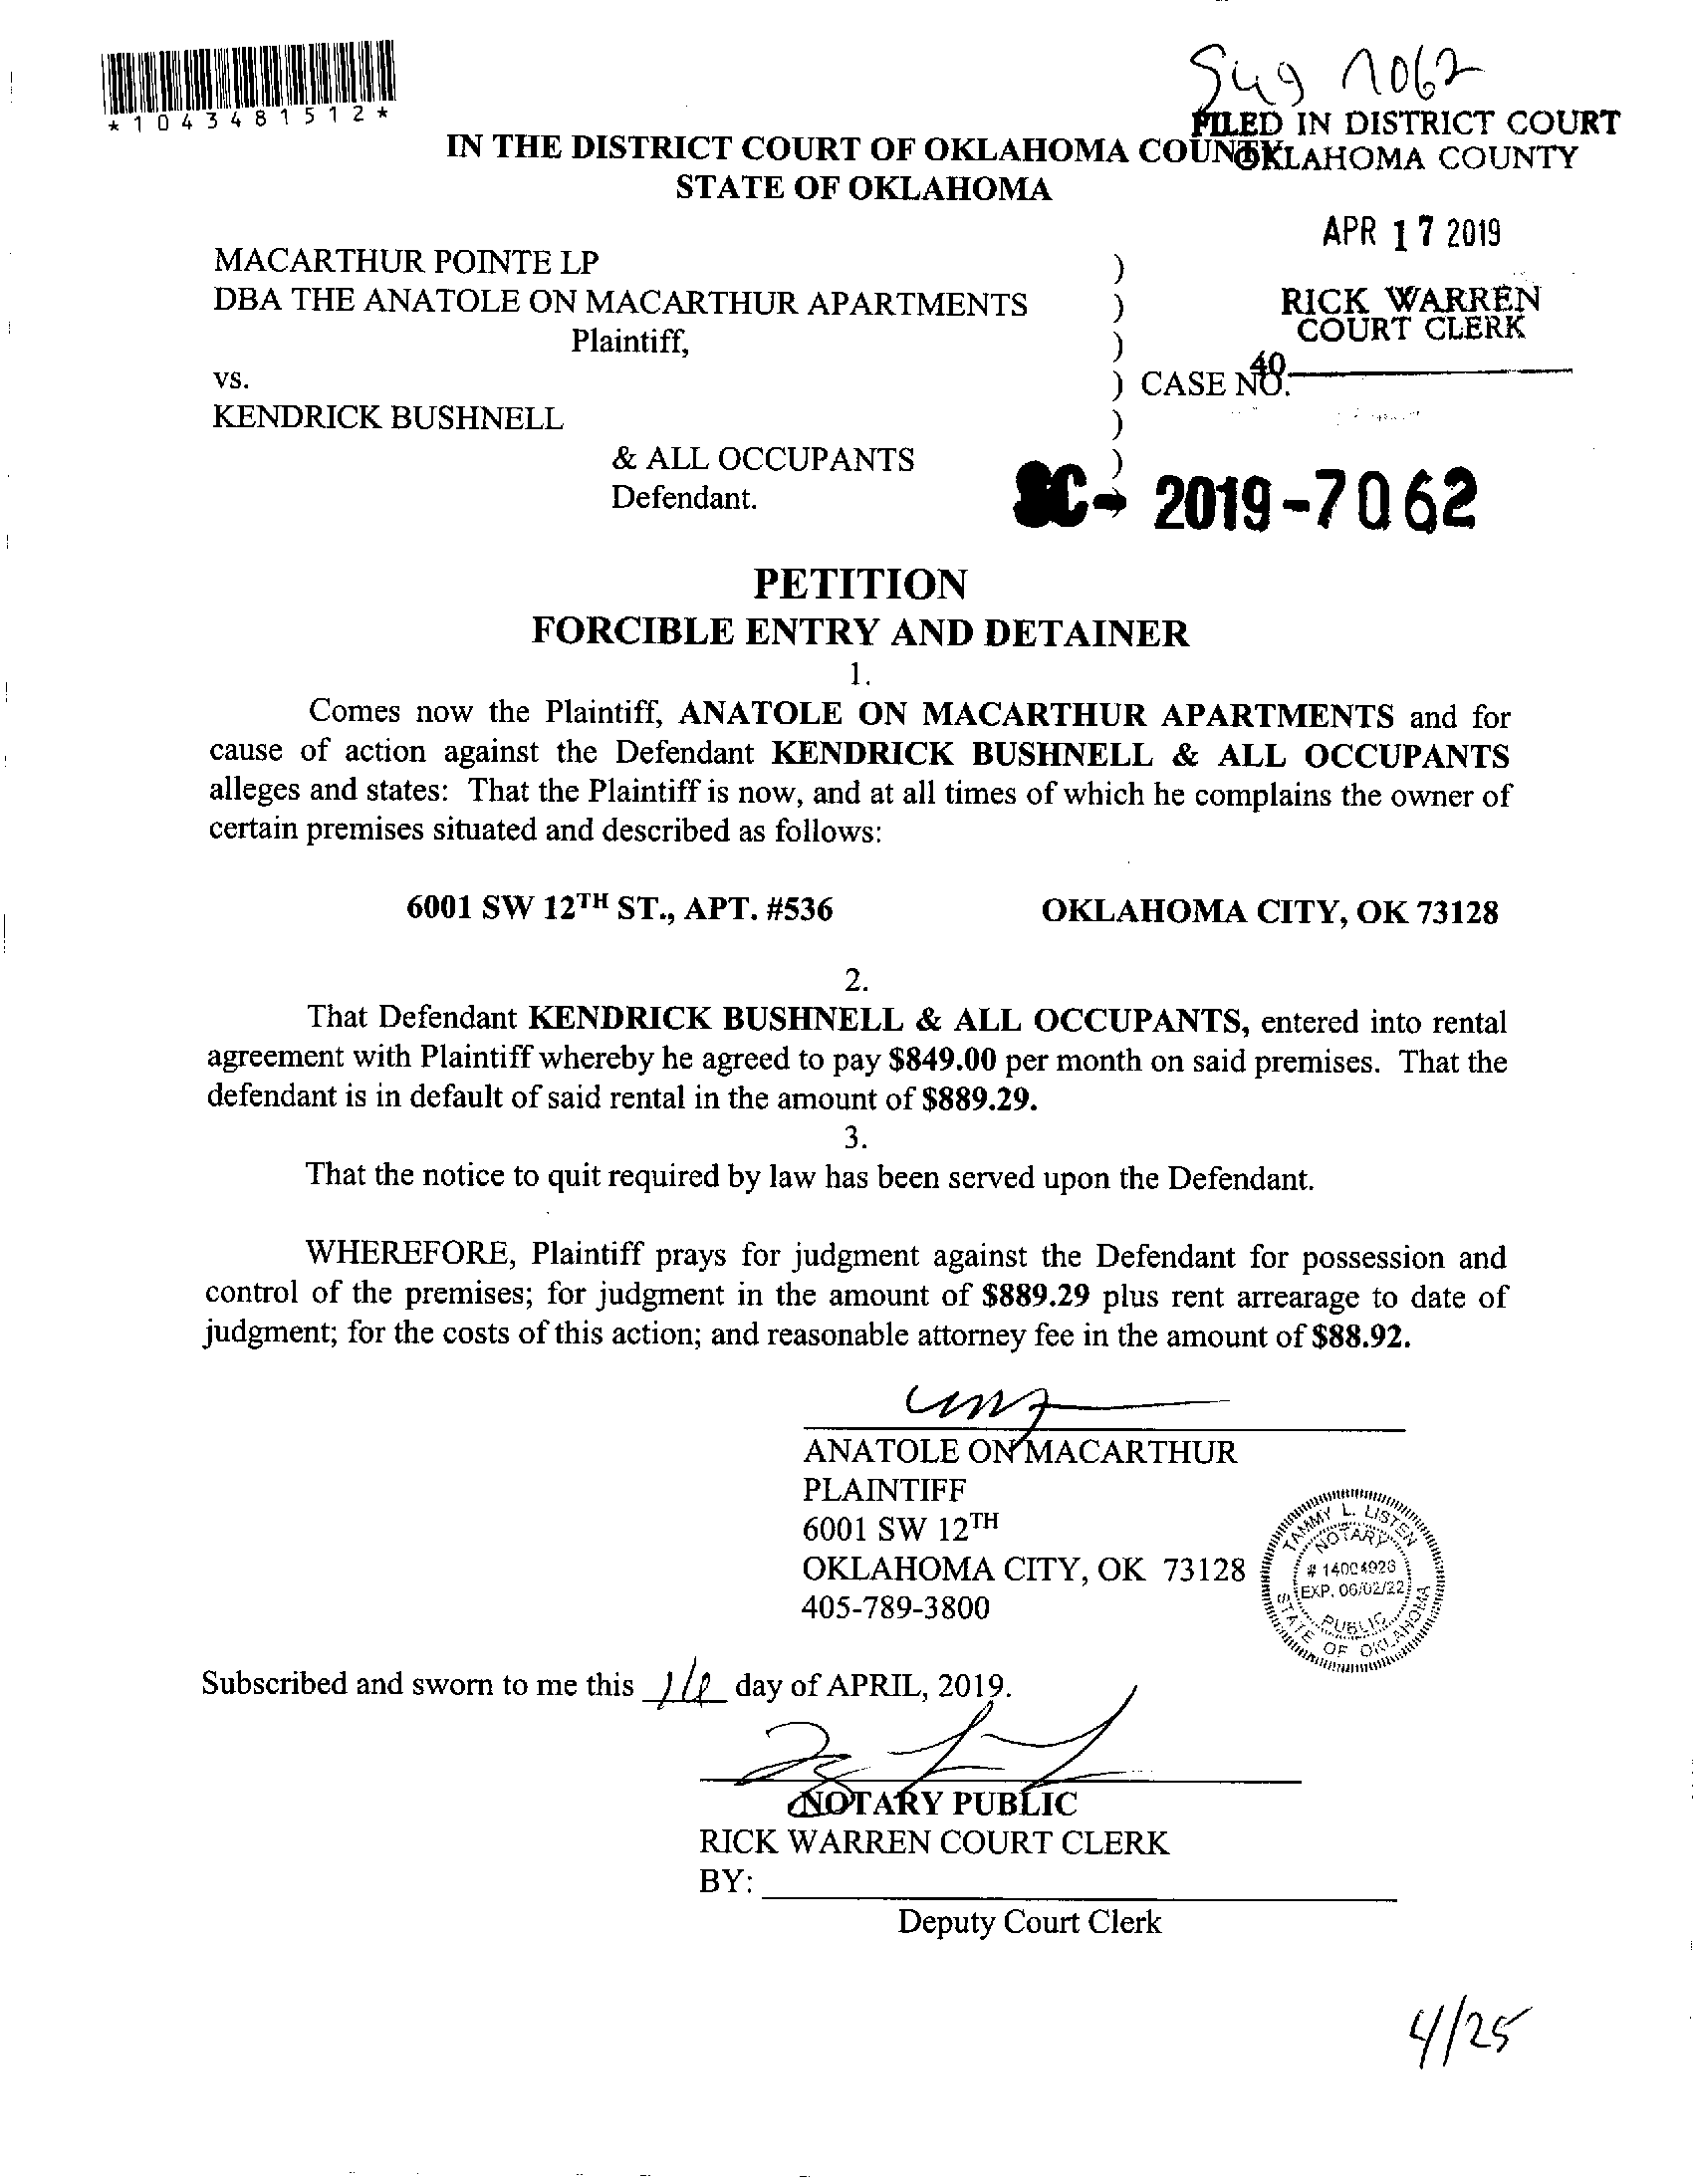 *1043481512*
FILED IN DISTRICT COURT
OKLAHOMA COUNTY
IN THE DISTRICT COURT OF OKLAHOMA COUNTY
STATE OF OKLAHOMA
APR 17 2019
RICK WARREN
COURT CLERK
40
MACARTHUR POINTE LP )
DBA THE ANATOLE ON MACARTHUR APARTMENTS )
Plaintiff, )
vs. ) CASE NO.
KENDRICK BUSHNELL )
& ALL OCCUPANTS )
Defendant. )
SC- 2019-7062
PETITION
FORCIBLE ENTRY AND DETAINER
1.
Comes now the Plaintiff, ANATOLE ON MACARTHUR APARTMENTS and for
cause of action against the Defendant KENDRICK BUSHNELL & ALL OCCUPANTS
alleges and states: That the Plaintiff is now, and at all times of which he complains the owner of
certain premises situated and described as follows:
6001 SW 12TH ST., APT. #536 OKLAHOMA CITY, OK 73128
2.
That Defendant KENDRICK BUSHNELL & ALL OCCUPANTS, entered into rental
agreement with Plaintiff whereby he agreed to pay $849.00 per month on said premises. That the
defendant is in default of said rental in the amount of $889.29.
3.
That the notice to quit required by law has been served upon the Defendant.
WHEREFORE, Plaintiff prays for judgment against the Defendant for possession and
control of the premises; for judgment in the amount of $889.29 plus rent arrearage to date of
judgment; for the costs of this action; and reasonable attorney fee in the amount of $88.92.
ANATOLE ON MACARTHUR
PLAINTIFF
6001 SW 12TH
OKLAHOMA CITY, OK 73128
405-789-3800
TAMMY L. LISTEN
NOTARY
# 14004928
EXP. 06/02/22
PUBLIC
STATE OF OKLAHOMA
Subscribed and sworn to me this day of APRIL, 2019.
NOTARY PUBLIC
RICK WARREN COURT CLERK
BY:
Deputy Court Clerk
4/25